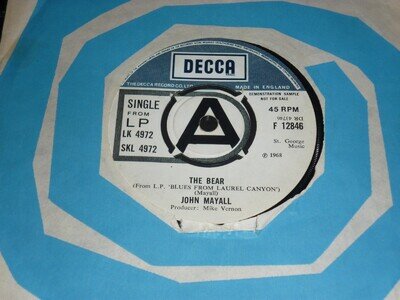 DECCA
THE DECCA RECORD CO. LTD.
MADE IN ENGLAND
DEMONSTRATION SAMPLE
NOT FOR SALE
SINGLE
FROM
LP
LK 4972
SKL 4972
A
45 RPM
F 12846
St. George
Music
℗ 1968
THE BEAR
(From L.P. 'BLUES FROM LAUREL CANYON')
(Mayall)
JOHN MAYALL
Producer: Mike Vernon